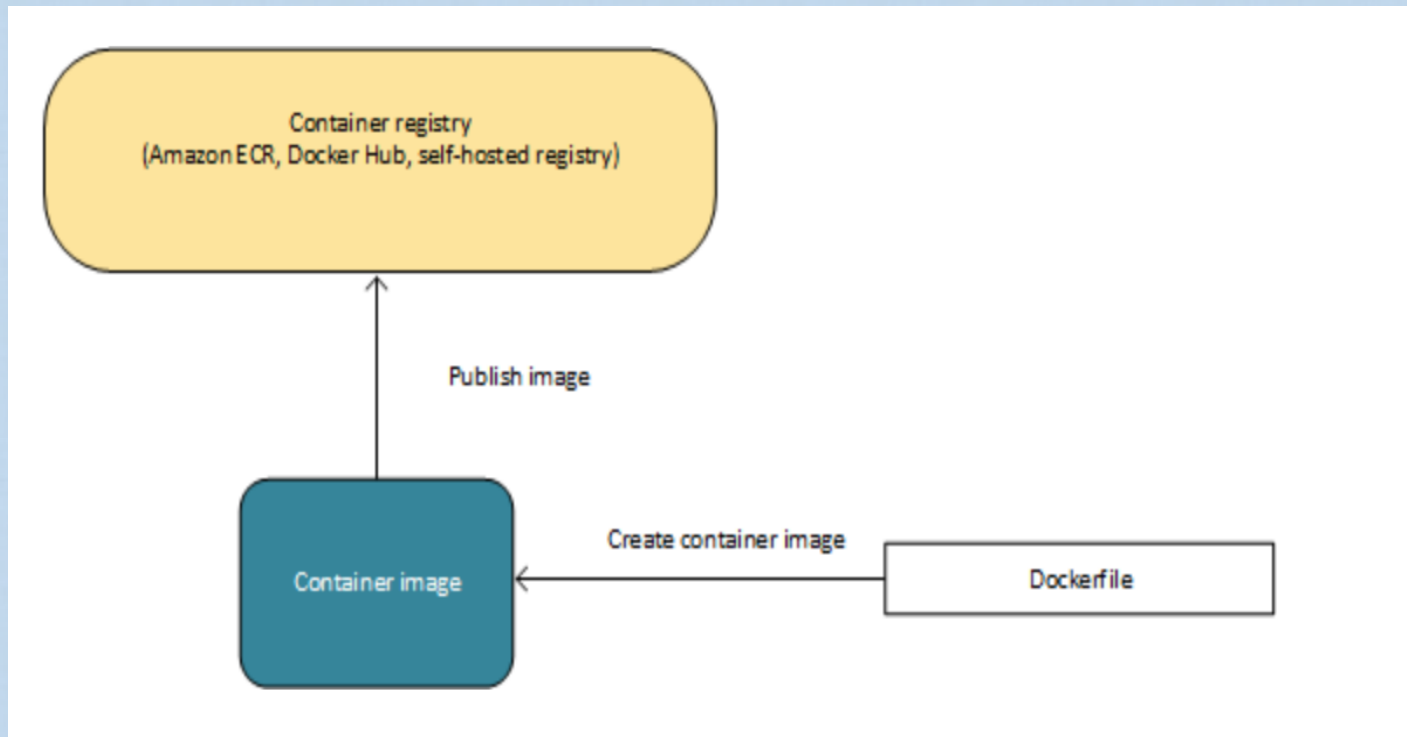 Container registry
(Amazon ECR, Docker Hub, self-hosted registry)
Publish image
Create container image
Container image
Dockerfile